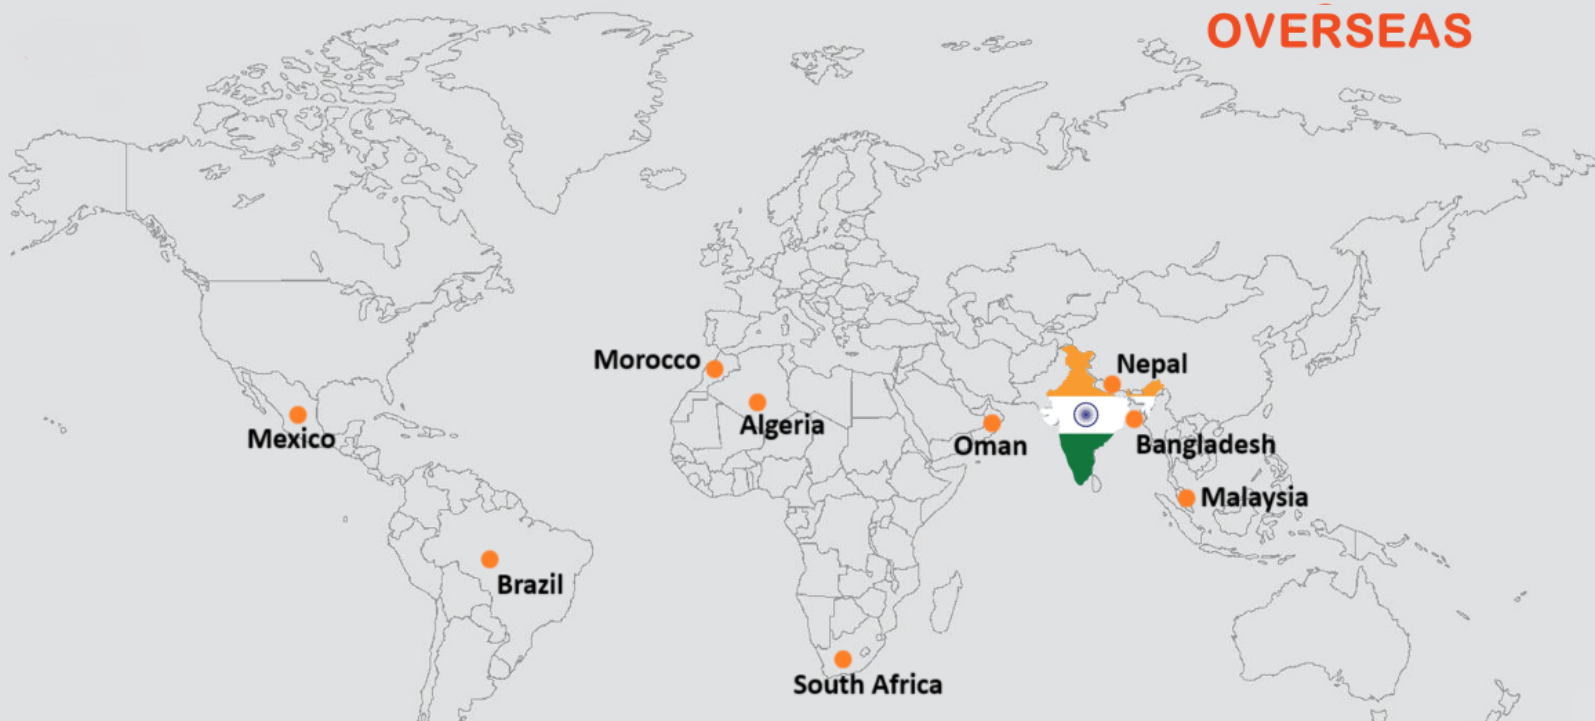 OVERSEAS
Morocco
Nepal
Algeria
Mexico
Oman
Bangladesh
Malaysia
Brazil
South Africa